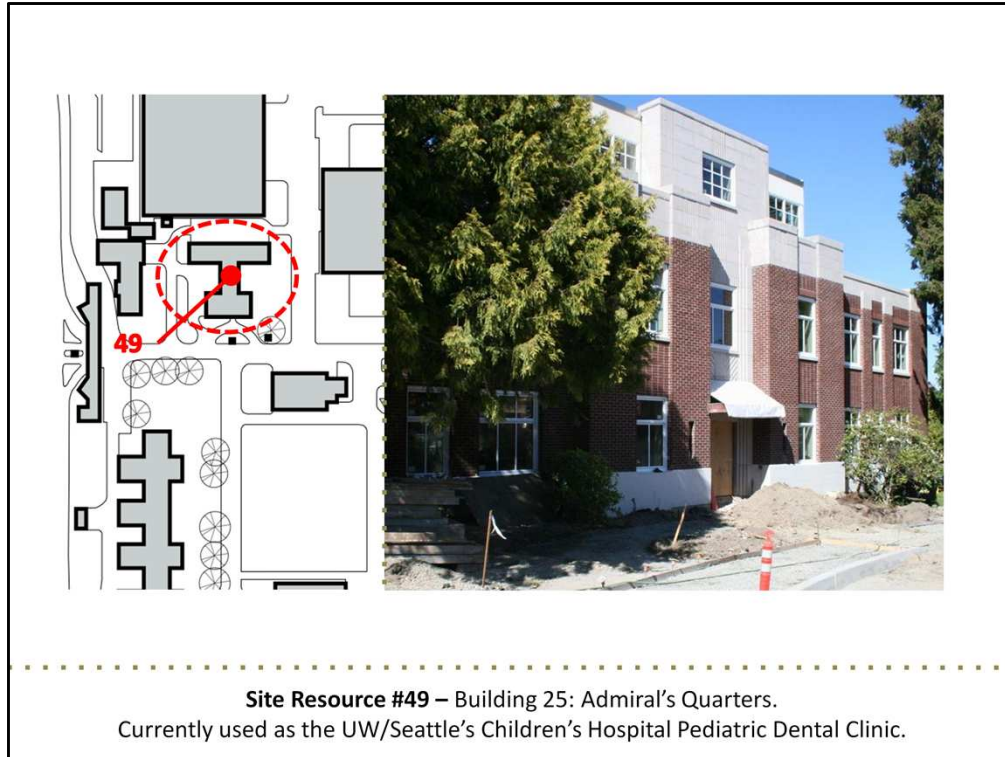 49
Site Resource #49 – Building 25: Admiral’s Quarters.
Currently used as the UW/Seattle’s Children’s Hospital Pediatric Dental Clinic.